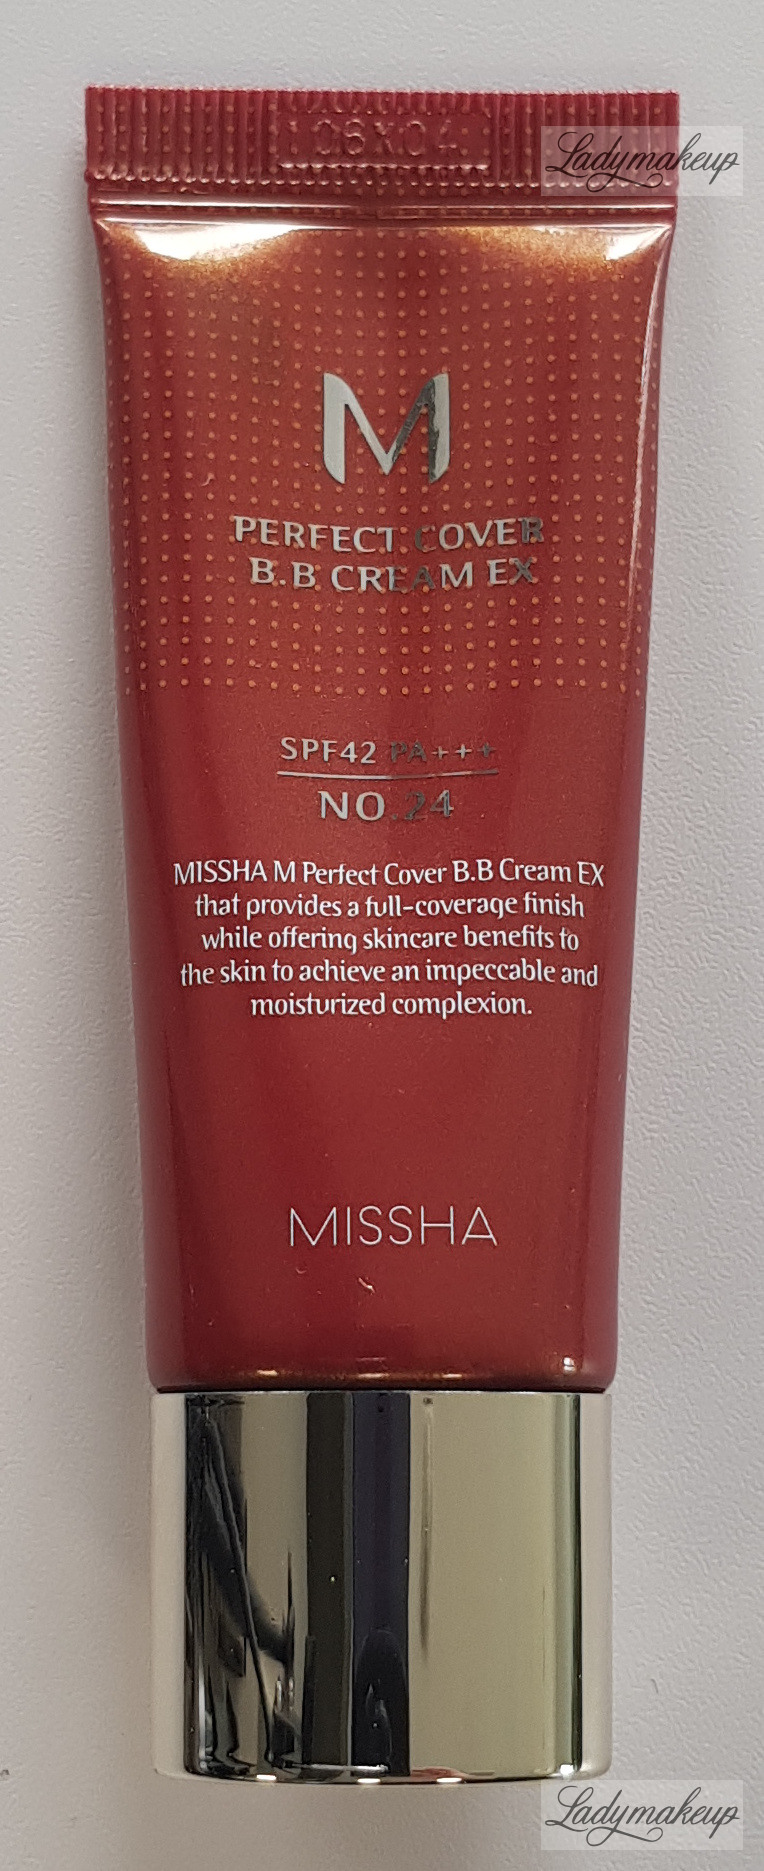 Ladymakeup
M
PERFECT COVER
B.B CREAM EX
SPF42 PA+++
NO.24
MISSHA M Perfect Cover B.B Cream EX
that provides a full-coverage finish
while offering skincare benefits to
the skin to achieve an impeccable and
moisturized complexion.
MISSHA
Ladymakeup